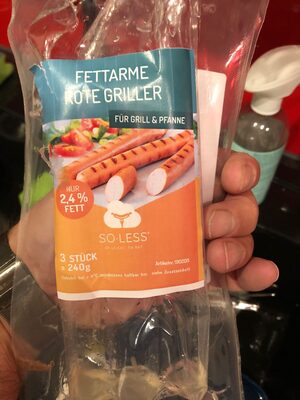 FETTARME
ROTE GRILLER
FÜR GRILL & PFANNE
NUR
2,4 %
FETT
SO LESS
3 STÜCK
= 240g